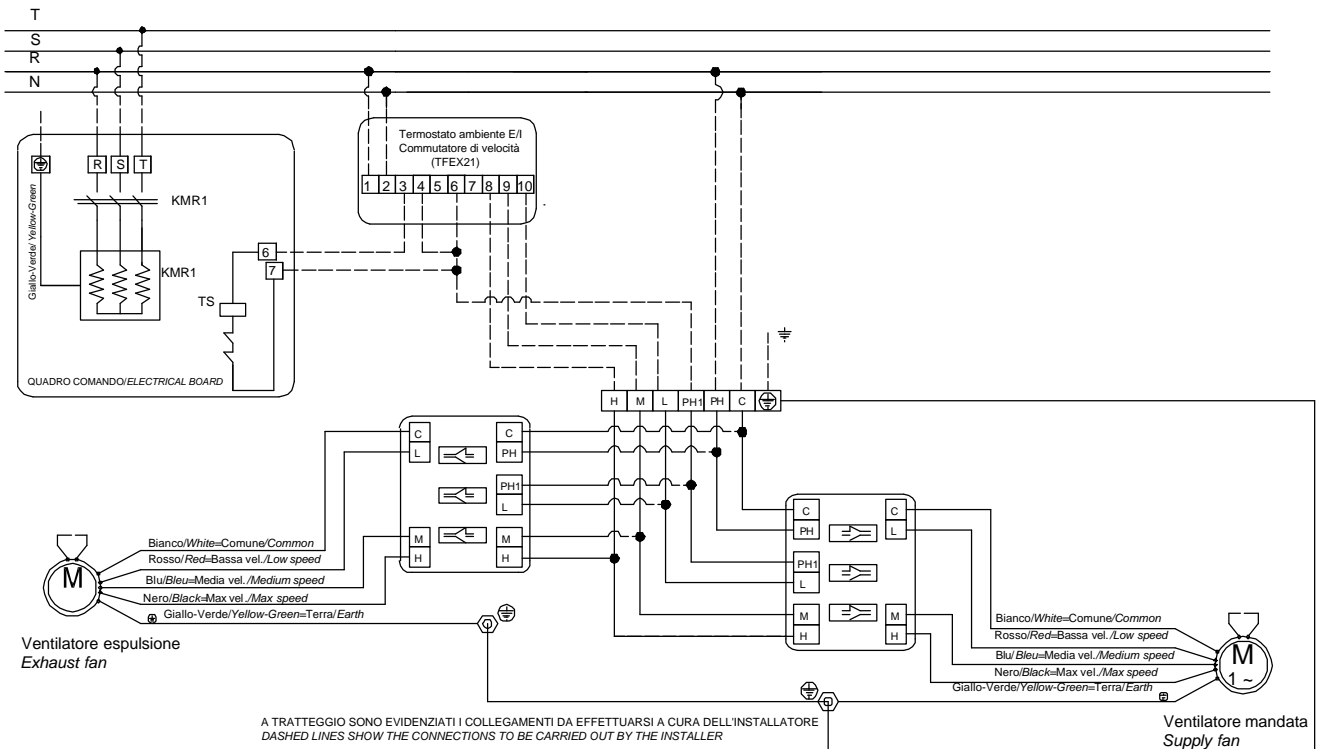 T
S
R
N
Termostato ambiente E/I
Commutatore di velocità
(TFEX21)
1 2 3 4 5 6 7 8 9 10
R S T
KMR1
Giallo-Verde/ Yellow-Green
KMR1
6
7
TS
QUADRO COMANDO/ELECTRICAL BOARD
H M L PH1 PH C
C C
L PH
PH1
L
M M
H H
C C
PH L
PH1
L
M M
H H
Bianco/White=Comune/Common
Rosso/Red=Bassa vel./Low speed
Blu/Bleu=Media vel./Medium speed
Nero/Black=Max vel./Max speed
Giallo-Verde/Yellow-Green=Terra/Earth
M
Ventilatore espulsione
Exhaust fan
Bianco/White=Comune/Common
Rosso/Red=Bassa vel./Low speed
Blu/Bleu=Media vel./Medium speed
Nero/Black=Max vel./Max speed
Giallo-Verde/Yellow-Green=Terra/Earth
M
1 ~
Ventilatore mandata
Supply fan
A TRATTEGGIO SONO EVIDENZIATI I COLLEGAMENTI DA EFFETTUARSI A CURA DELL'INSTALLATORE
DASHED LINES SHOW THE CONNECTIONS TO BE CARRIED OUT BY THE INSTALLER